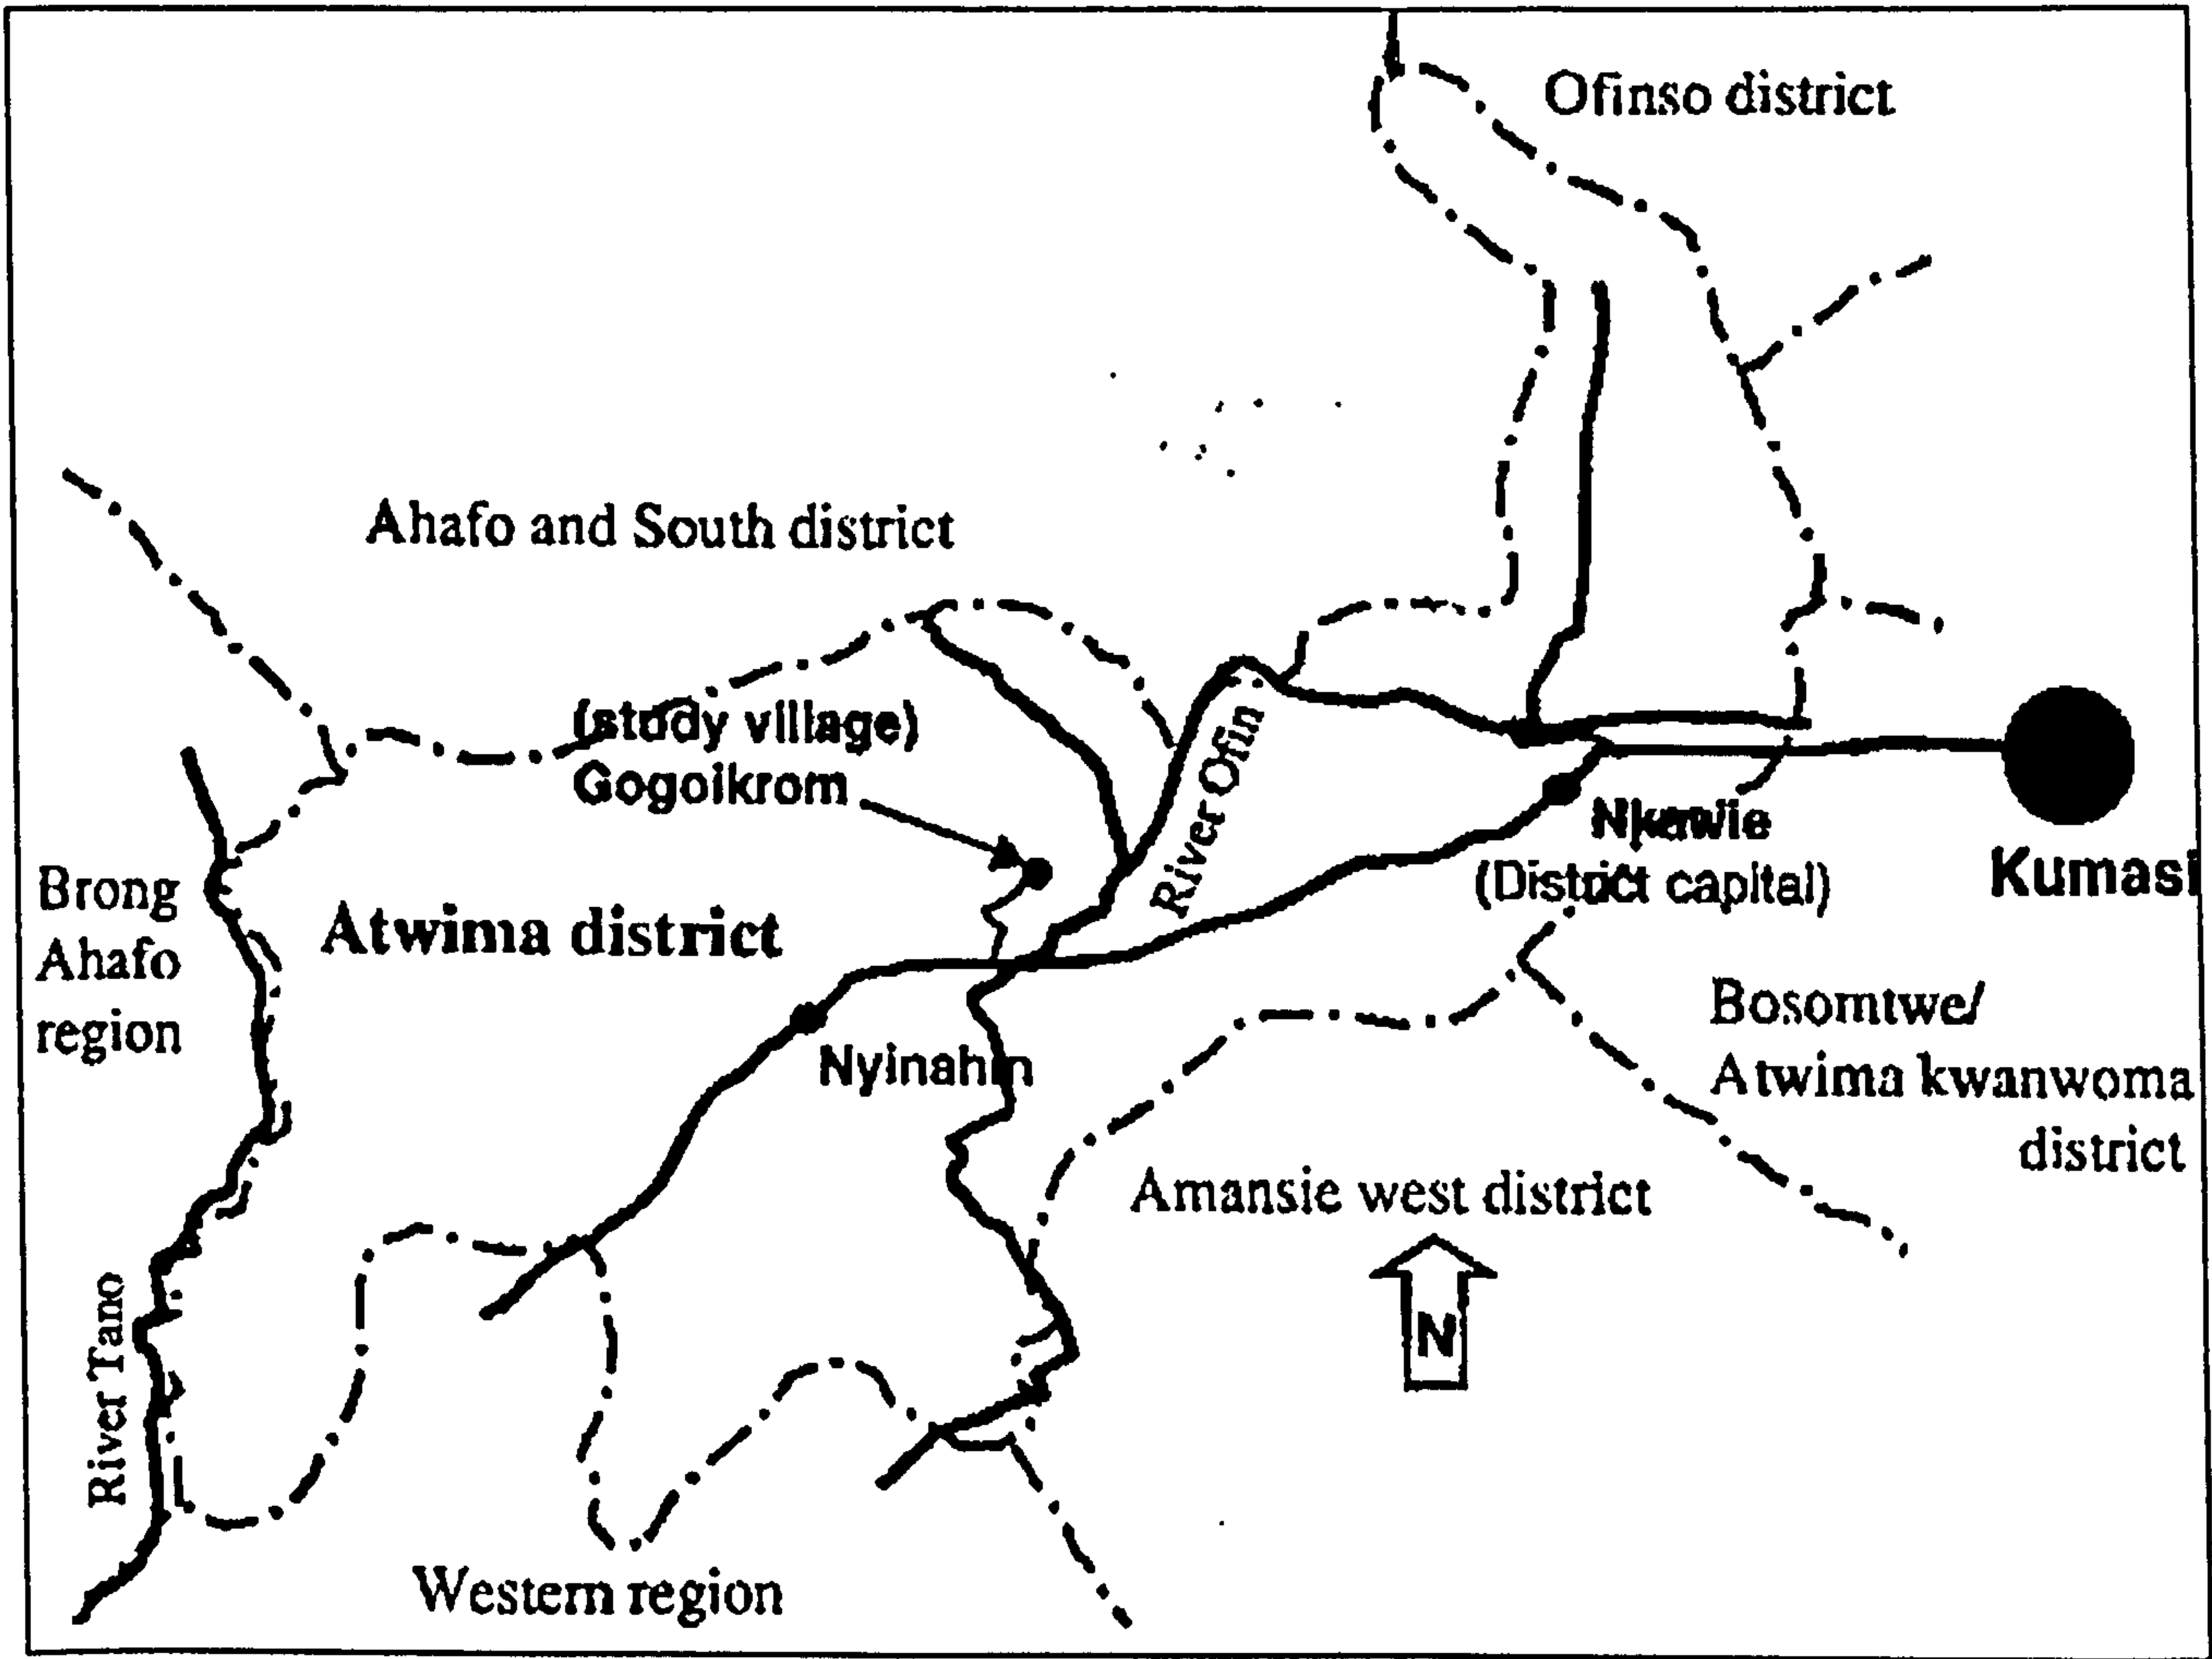 Ofinso district
Ahafo and South district
(study village)
Gogoikrom
River Ofin
Nkawie
(District capital)
Kumasi
Brong
Ahafo
region
Atwima district
Nyinahin
Bosomtwe/
Atwima kwanwoma
district
Amansie west district
N
River Tano
Western region